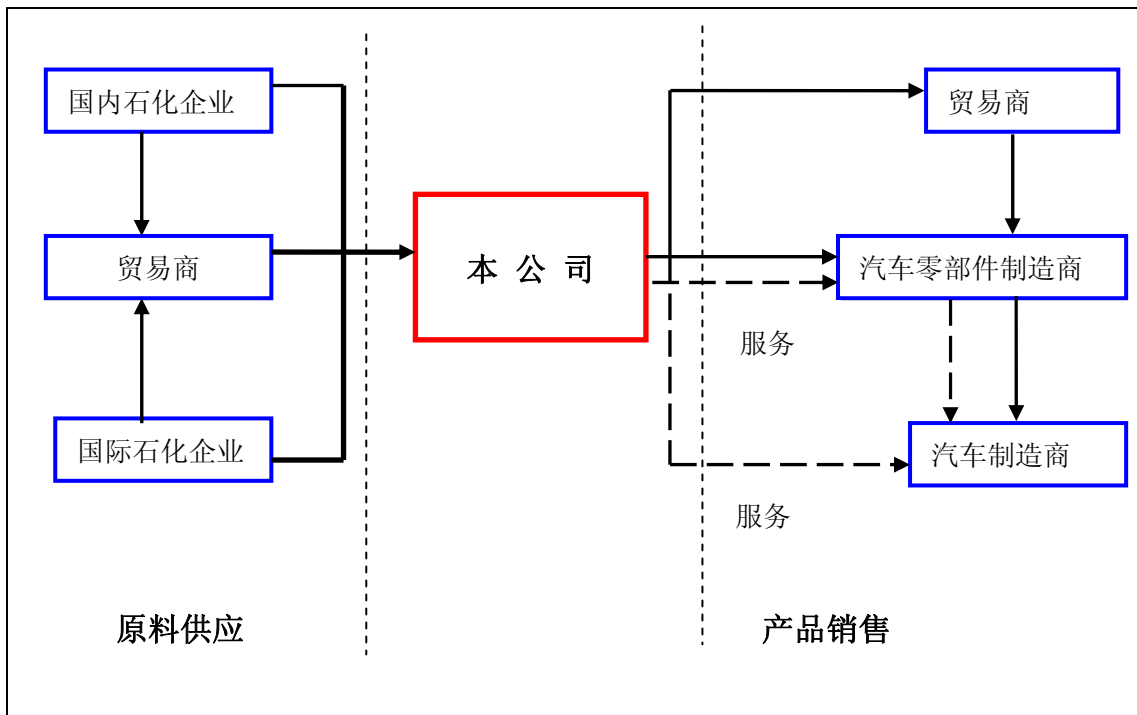 国内石化企业
贸易商
贸易商
本 公 司
汽车零部件制造商
服务
国际石化企业
汽车制造商
服务
原料供应
产品销售